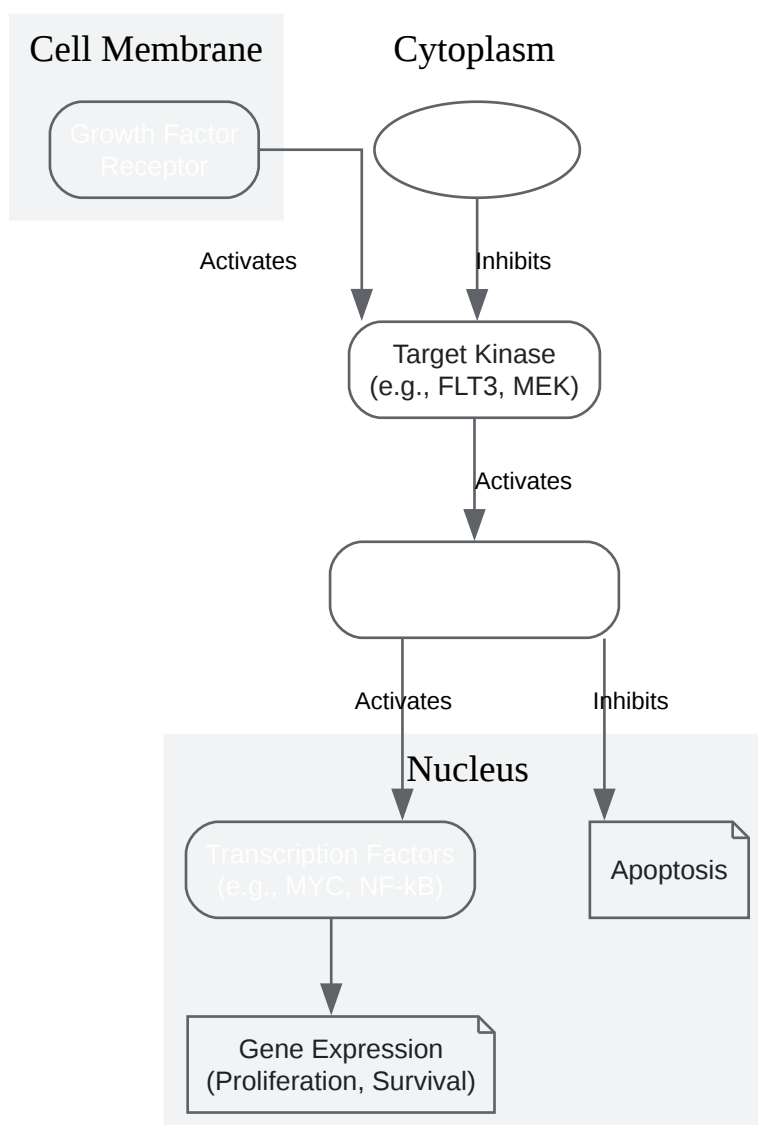 Cell Membrane
Cytoplasm
Growth Factor
Receptor
Activates
Inhibits
Target Kinase
(e.g., FLT3, MEK)
Activates
Activates
Inhibits
Nucleus
Transcription Factors
(e.g., MYC, NF-kB)
Apoptosis
Gene Expression
(Proliferation, Survival)